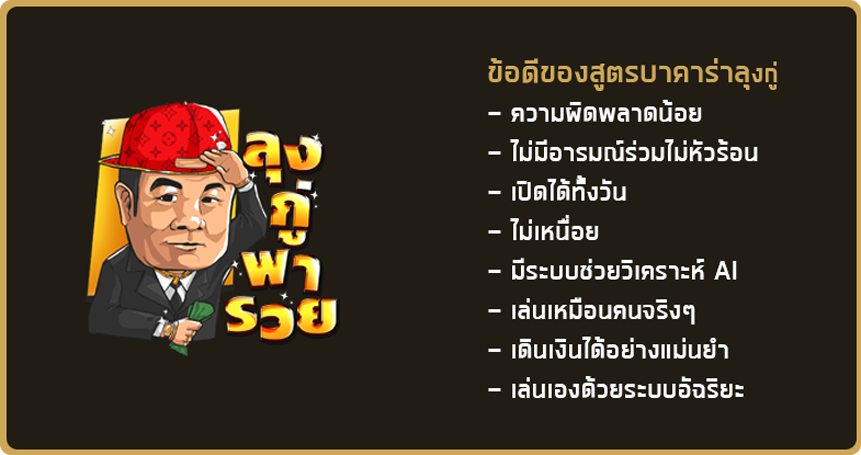 ลุง
กู่
พา
รวย
ข้อดีของสูตรบาคาร่าลุงกู่
- ความผิดพลาดน้อย
- ไม่มีอารมณ์ร่วมไม่หัวร้อน
- เปิดได้ทั้งวัน
- ไม่เหนื่อย
- มีระบบช่วยวิเคราะห์ AI
- เล่นเหมือนคนจริงๆ
- เดินเงินได้อย่างแม่นยำ
- เล่นเองด้วยระบบอัฉริยะ